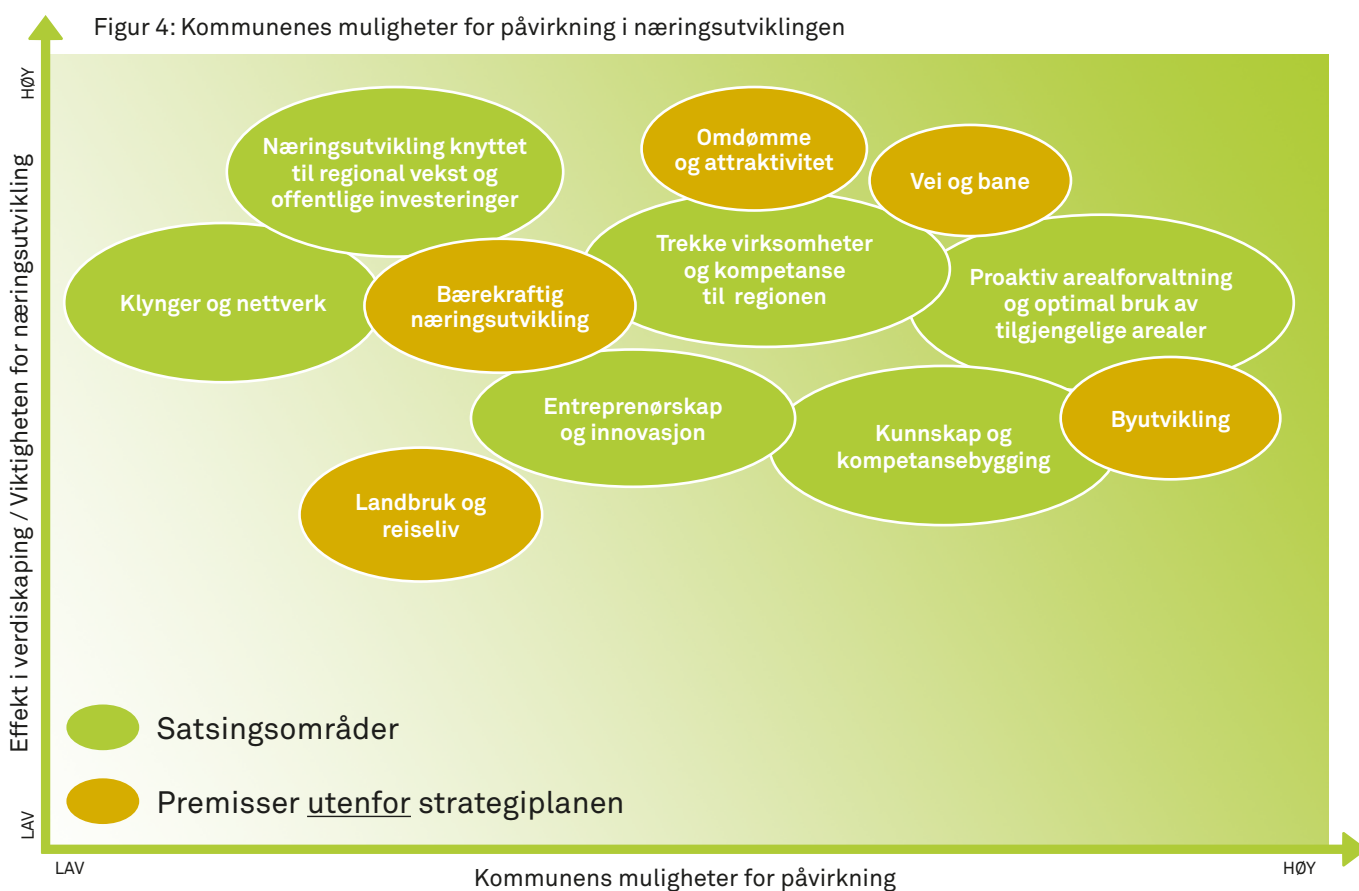 Figur 4: Kommunenes muligheter for påvirkning i næringsutviklingen
HØY
Effekt i verdiskaping / Viktigheten for næringsutvikling
LAV
Næringsutvikling knyttet
til regional vekst og
offentlige investeringer
Omdømme
og attraktivitet
Vei og bane
Klynger og nettverk
Bærekraftig
næringsutvikling
Trekke virksomheter
og kompetanse
til regionen
Proaktiv arealforvaltning
og optimal bruk av
tilgjengelige arealer
Entreprenørskap
og innovasjon
Kunnskap og
kompetansebygging
Byutvikling
Landbruk og
reiseliv
Satsingsområder
Premisser utenfor strategiplanen
LAV
Kommunens muligheter for påvirkning
HØY